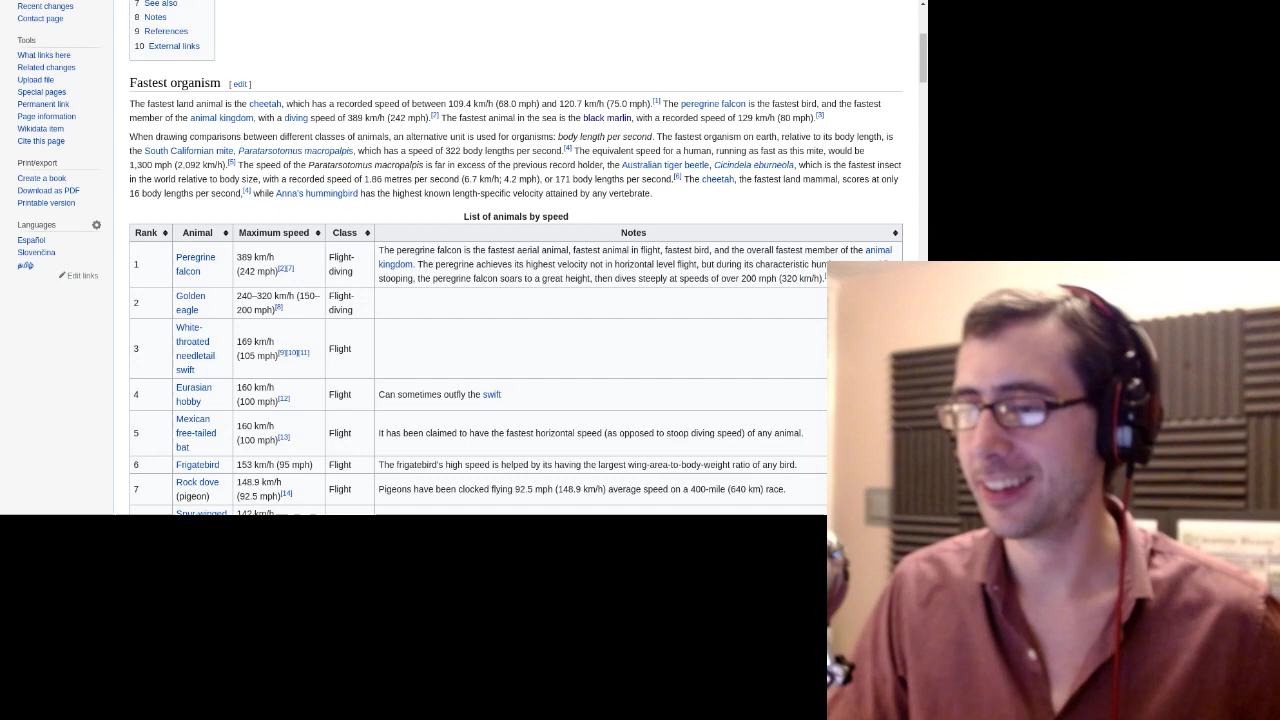 Recent changes
Contact page
Tools
What links here
Related changes
Upload file
Special pages
Permanent link
Page information
Wikidata item
Cite this page
Print/export
Create a book
Download as PDF
Printable version
Languages
Español
Slovenčina
தமிழ்
Edit links
7 See also
8 Notes
9 References
10 External links
Fastest organism [ edit ]
The fastest land animal is the cheetah, which has a recorded speed of between 109.4 km/h (68.0 mph) and 120.7 km/h (75.0 mph).[1] The peregrine falcon is the fastest bird, and the fastest
member of the animal kingdom, with a diving speed of 389 km/h (242 mph).[2] The fastest animal in the sea is the black marlin, with a recorded speed of 129 km/h (80 mph).[3]
When drawing comparisons between different classes of animals, an alternative unit is used for organisms: body length per second. The fastest organism on earth, relative to its body length, is
the South Californian mite, Paratarsotomus macropalpis, which has a speed of 322 body lengths per second.[4] The equivalent speed for a human, running as fast as this mite, would be
1,300 mph (2,092 km/h).[5] The speed of the Paratarsotomus macropalpis is far in excess of the previous record holder, the Australian tiger beetle, Cicindela eburneola, which is the fastest insect
in the world relative to body size, with a recorded speed of 1.86 metres per second (6.7 km/h; 4.2 mph), or 171 body lengths per second.[6] The cheetah, the fastest land mammal, scores at only
16 body lengths per second,[4] while Anna's hummingbird has the highest known length-specific velocity attained by any vertebrate.
List of animals by speed
Rank Animal Maximum speed Class Notes
1 Peregrine falcon 389 km/h (242 mph)[2][7] Flight-diving The peregrine falcon is the fastest aerial animal, fastest animal in flight, fastest bird, and the overall fastest member of the animal
kingdom. The peregrine achieves its highest velocity not in horizontal level flight, but during its characteristic
stooping, the peregrine falcon soars to a great height, then dives steeply at speeds of over 200 mph (320 km/h).
2 Golden eagle 240–320 km/h (150–200 mph)[8] Flight-diving
3 White-throated needletail swift 169 km/h (105 mph)[9][10][11] Flight
4 Eurasian hobby 160 km/h (100 mph)[12] Flight Can sometimes outfly the swift
5 Mexican free-tailed bat 160 km/h (100 mph)[13] Flight It has been claimed to have the fastest horizontal speed (as opposed to stoop diving speed) of any animal.
6 Frigatebird 153 km/h (95 mph) Flight The frigatebird's high speed is helped by its having the largest wing-area-to-body-weight ratio of any bird.
7 Rock dove (pigeon) 148.9 km/h (92.5 mph)[14] Flight Pigeons have been clocked flying 92.5 mph (148.9 km/h) average speed on a 400-mile (640 km) race.
Spur-winged 142 km/h